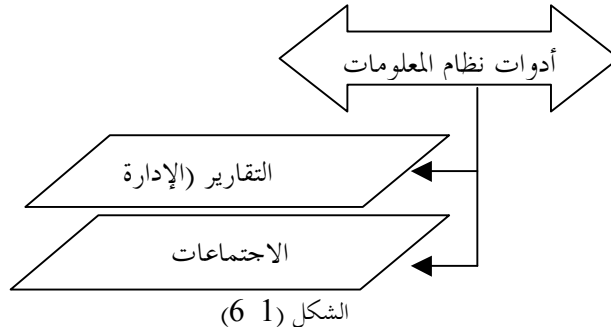 أدوات نظام المعلومات
التقارير (الإدارة
الاجتماعات
الشكل (1 6)